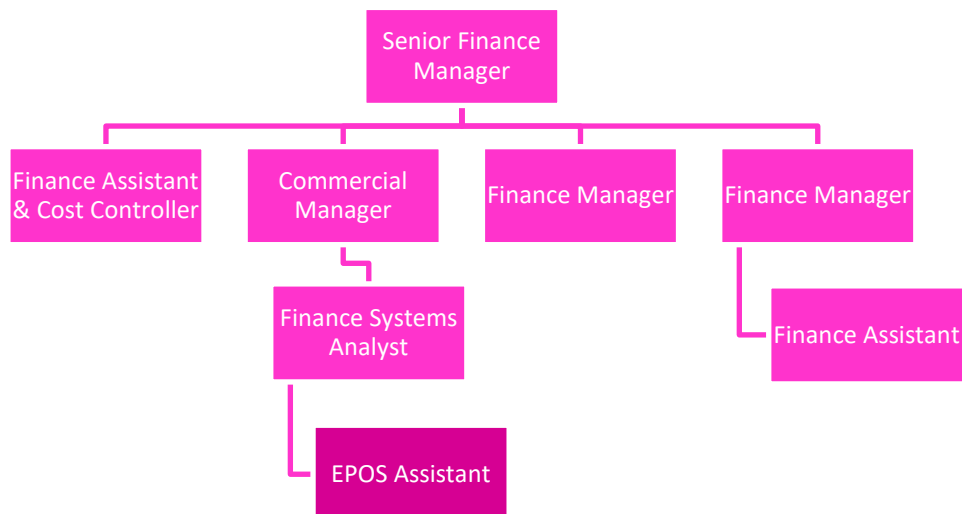 Senior Finance
Manager
Finance Assistant
& Cost Controller
Commercial
Manager
Finance Manager
Finance Manager
Finance Systems
Analyst
Finance Assistant
EPOS Assistant